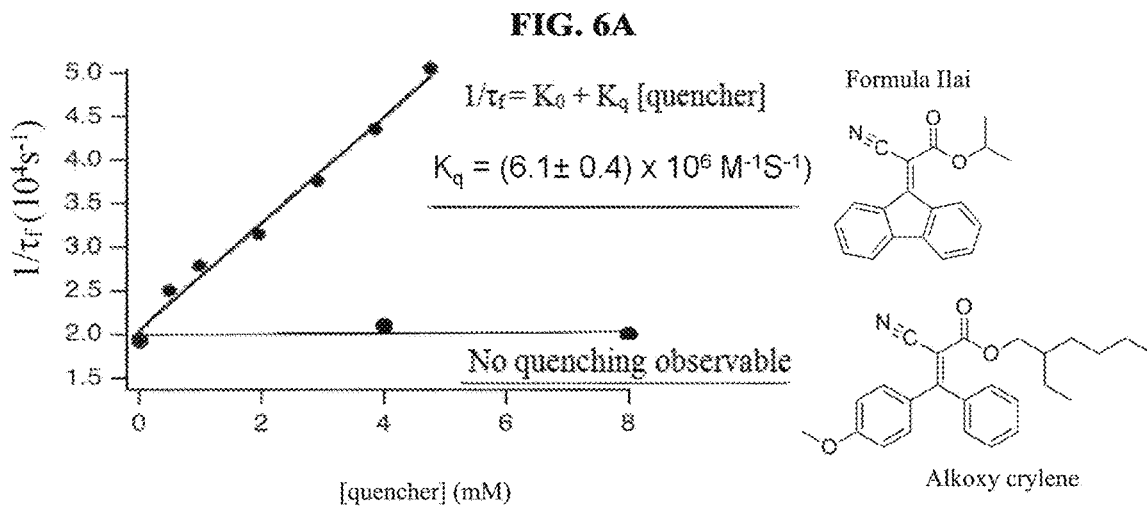 FIG. 6A
1/τf (10⁴s⁻¹)
5.0
4.5
4.0
3.5
3.0
2.5
2.0
1.5
0
2
4
6
8
[quencher] (mM)
1/τf = K0 + Kq [quencher]
Kq = (6.1± 0.4) x 10⁶ M⁻¹S⁻¹)
No quenching observable
Formula IIai
N
O
O
N
O
O
O
Alkoxy crylene